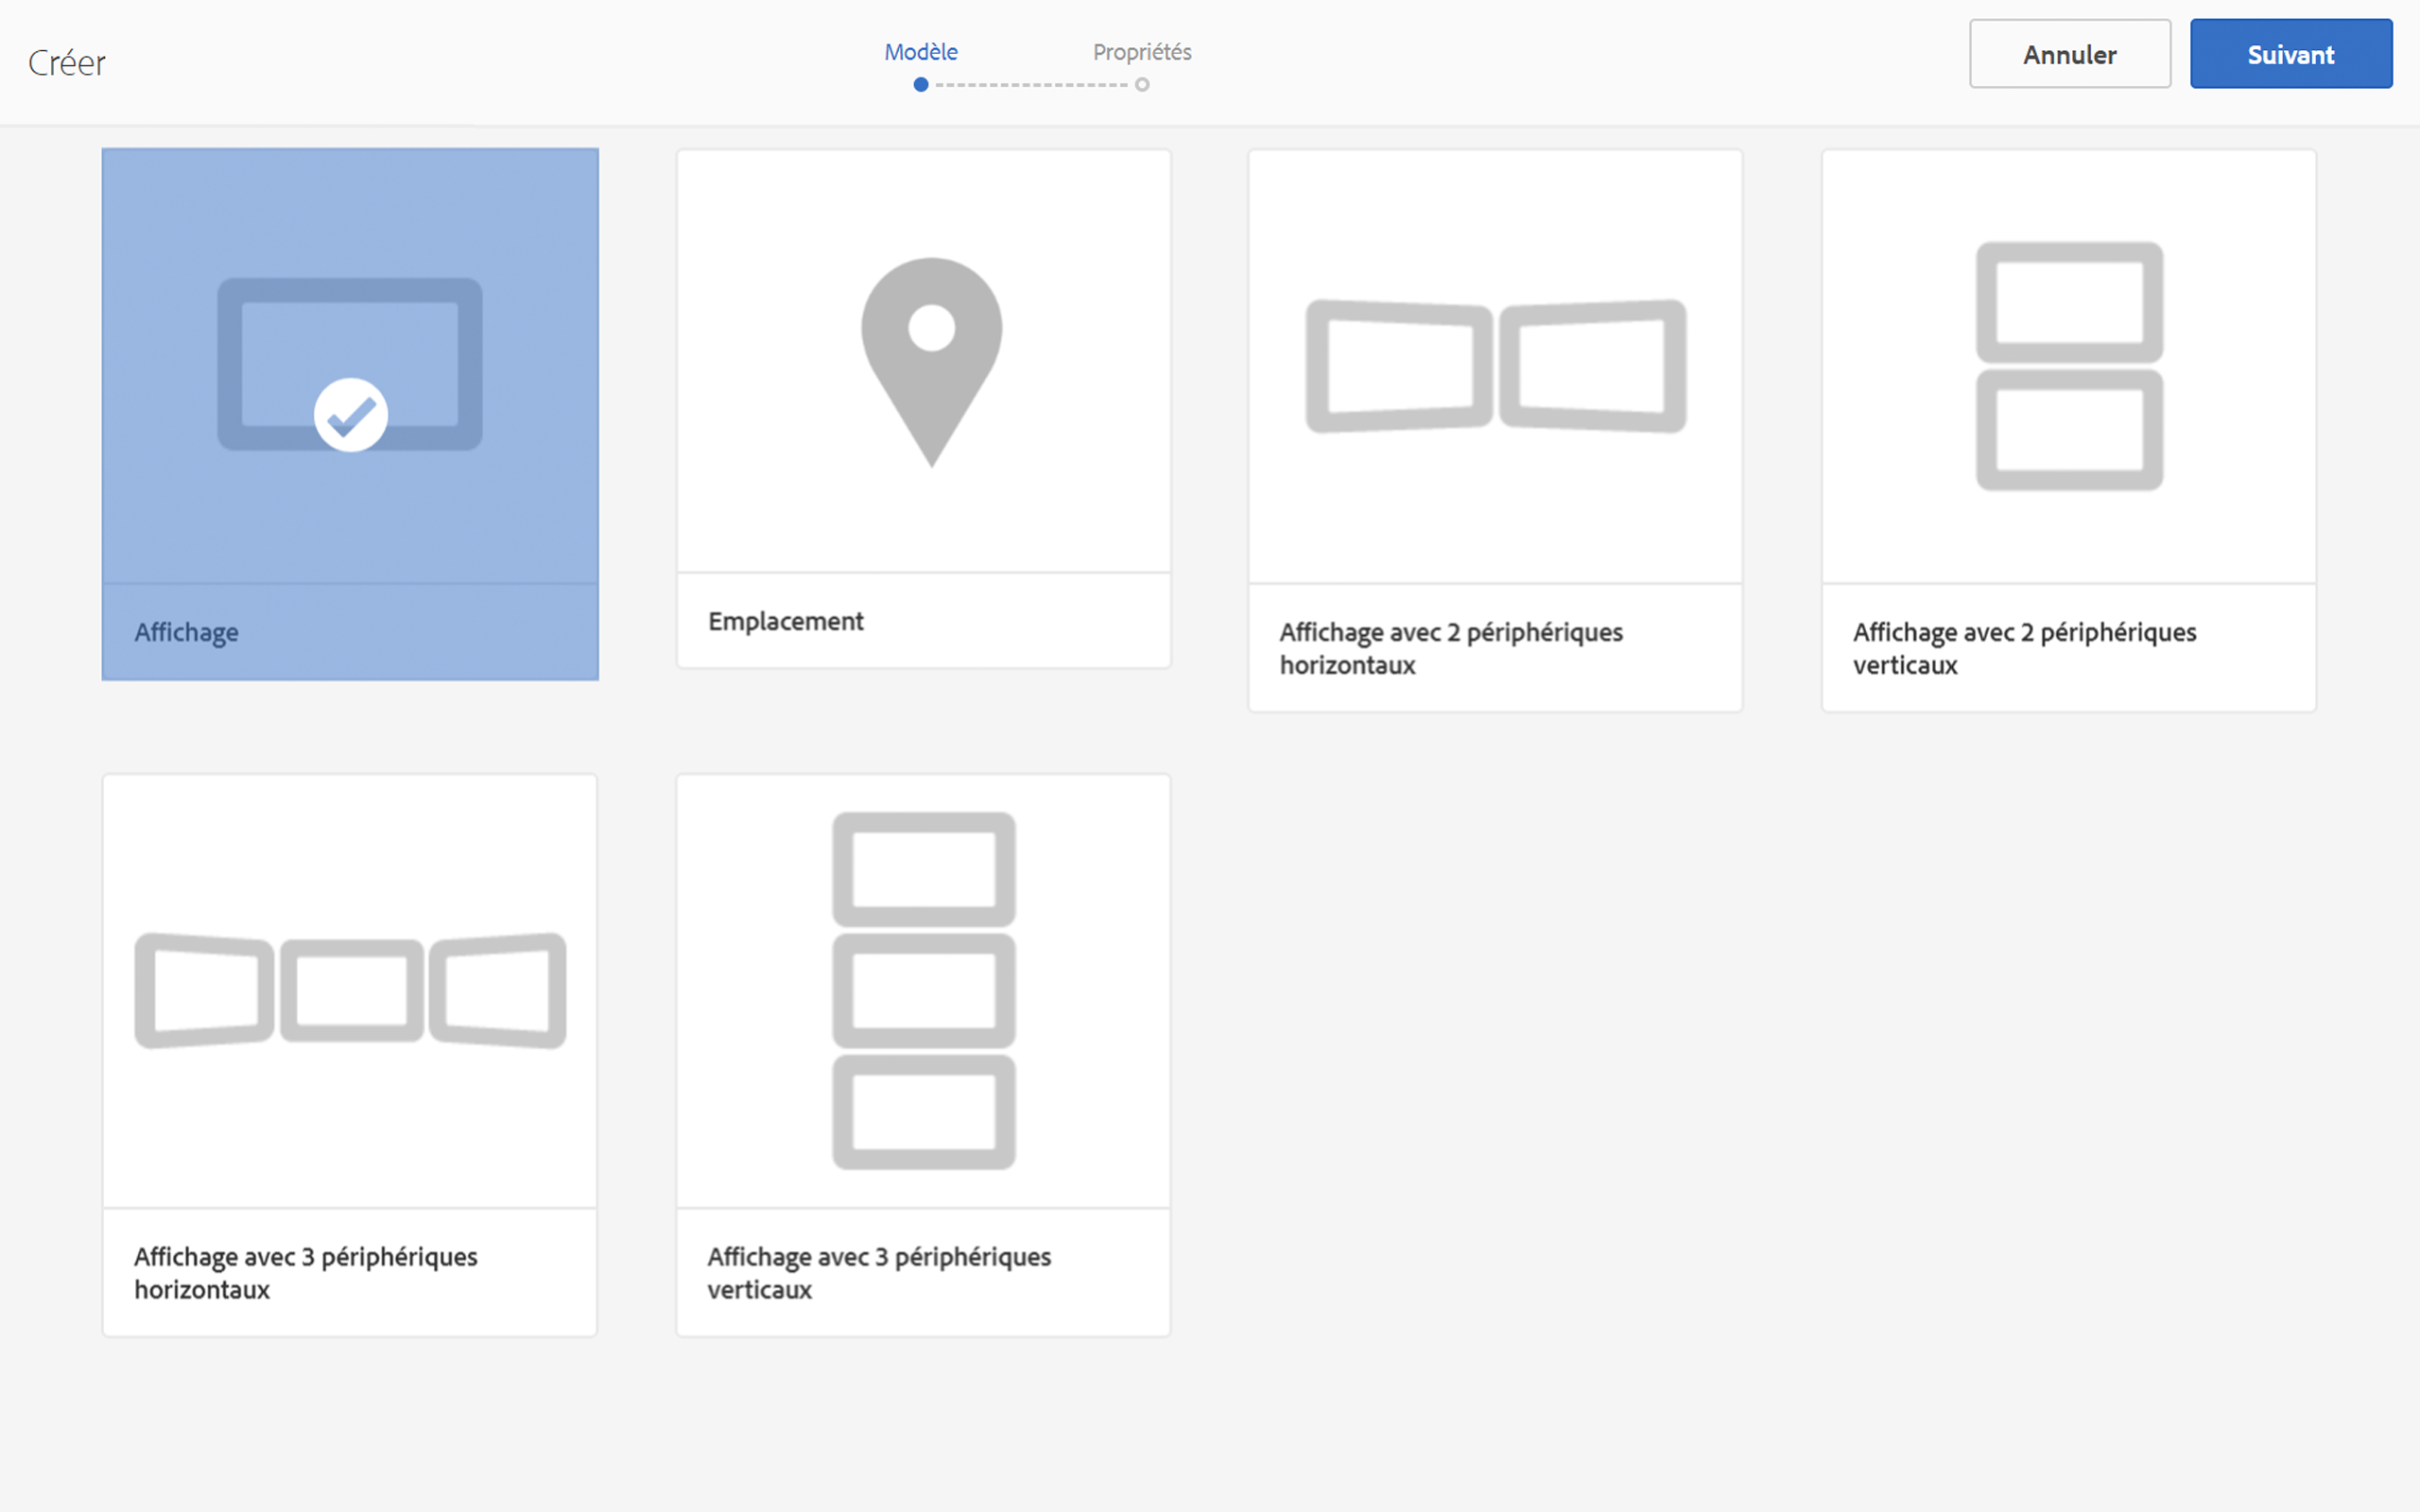 Créer
Modèle
Propriétés
Annuler
Suivant
Affichage
Emplacement
Affichage avec 2 périphériques
horizontaux
Affichage avec 2 périphériques
verticaux
Affichage avec 3 périphériques
horizontaux
Affichage avec 3 périphériques
verticaux